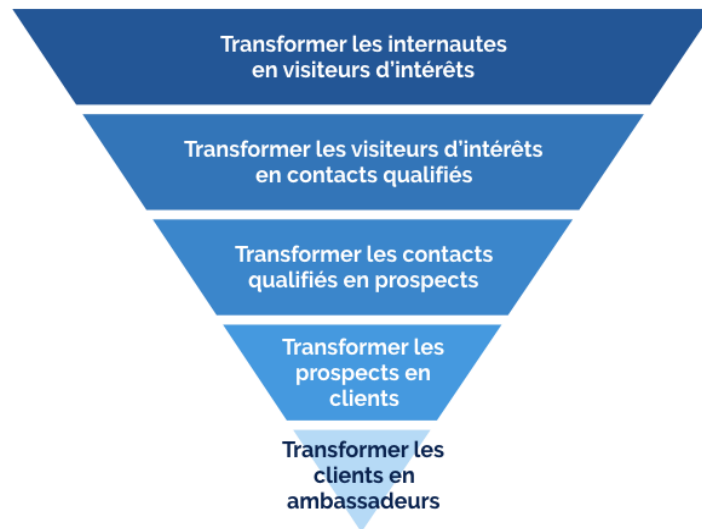 Transformer les internautes
en visiteurs d'intérêts
Transformer les visiteurs d'intérêts
en contacts qualifiés
Transformer les contacts
qualifiés en prospects
Transformer les
prospects en
clients
Transformer les
clients en
ambassadeurs